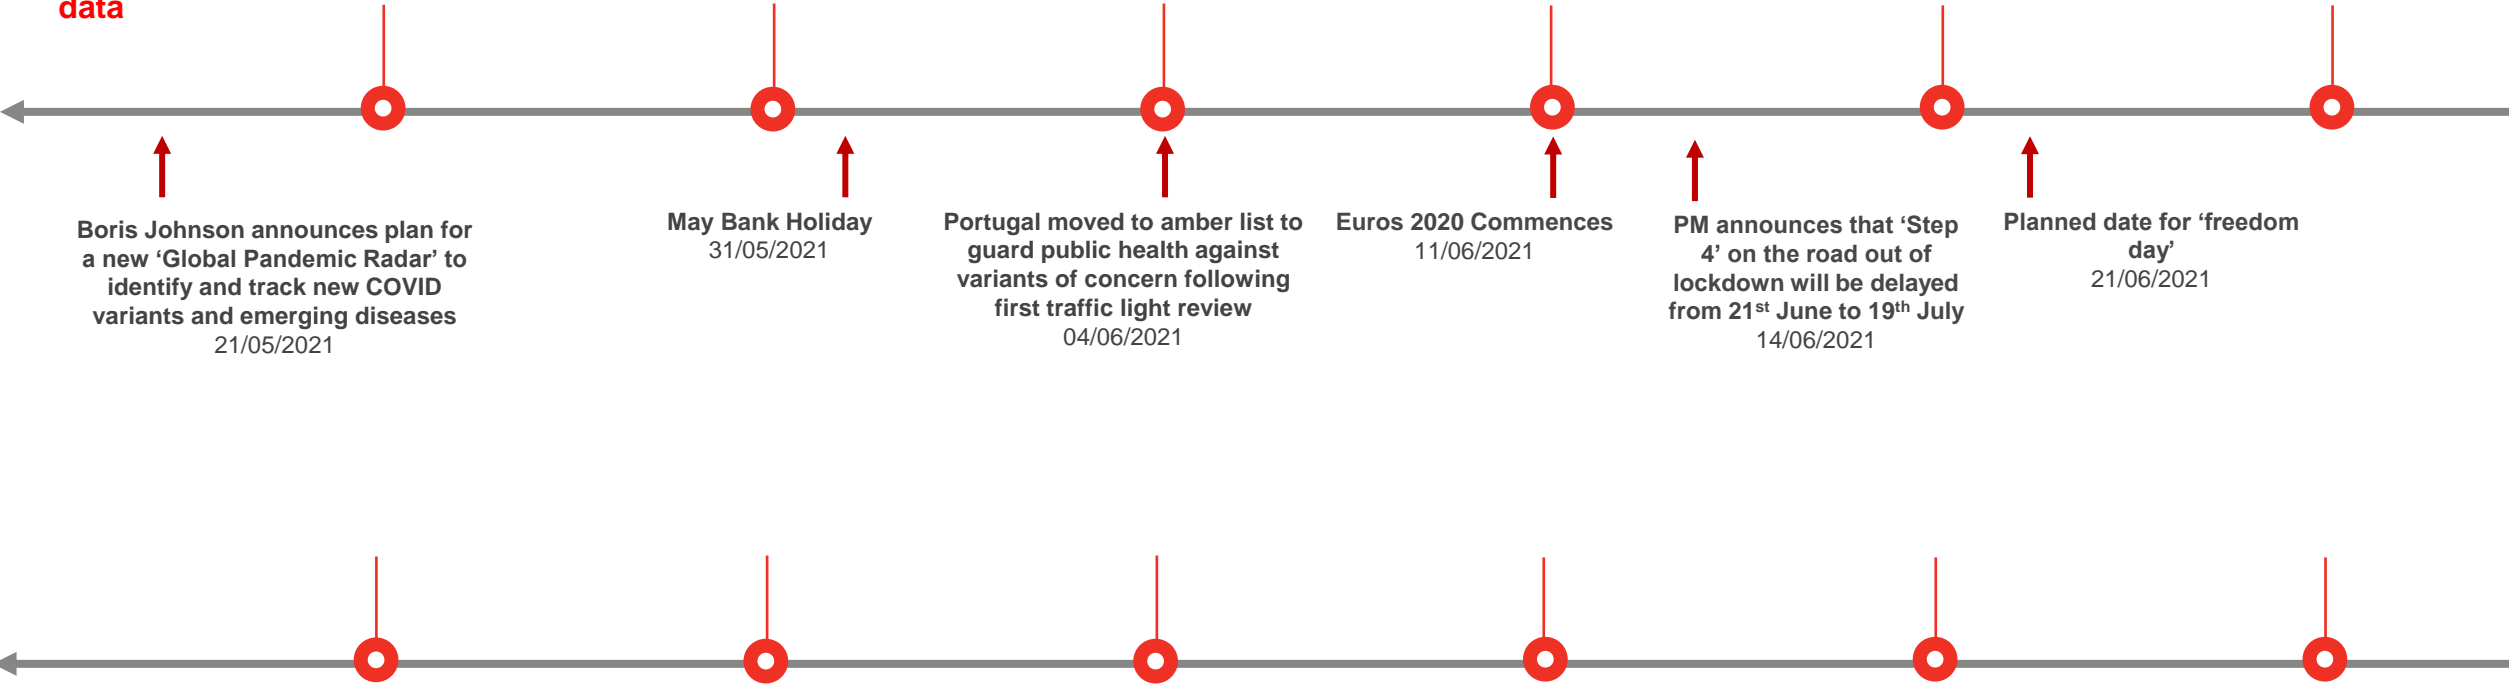 data
Boris Johnson announces plan for
a new ‘Global Pandemic Radar’ to
identify and track new COVID
variants and emerging diseases
21/05/2021
May Bank Holiday
31/05/2021
Portugal moved to amber list to
guard public health against
variants of concern following
first traffic light review
04/06/2021
Euros 2020 Commences
11/06/2021
PM announces that ‘Step
4’ on the road out of
lockdown will be delayed
from 21st June to 19th July
14/06/2021
Planned date for ‘freedom
day’
21/06/2021